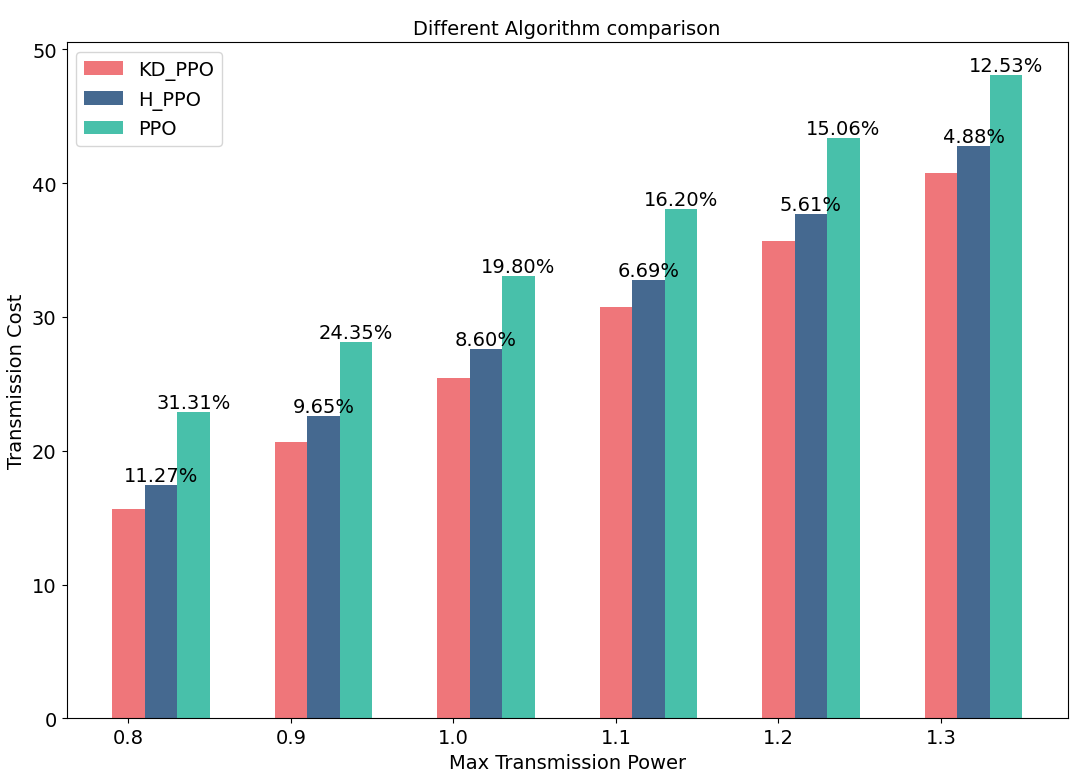 Different Algorithm comparison
KD_PPO
H_PPO
PPO
Transmission Cost
50
40
30
20
10
0
11.27%
31.31%
9.65%
24.35%
8.60%
19.80%
6.69%
16.20%
5.61%
15.06%
4.88%
12.53%
0.8 0.9 1.0 1.1 1.2 1.3
Max Transmission Power